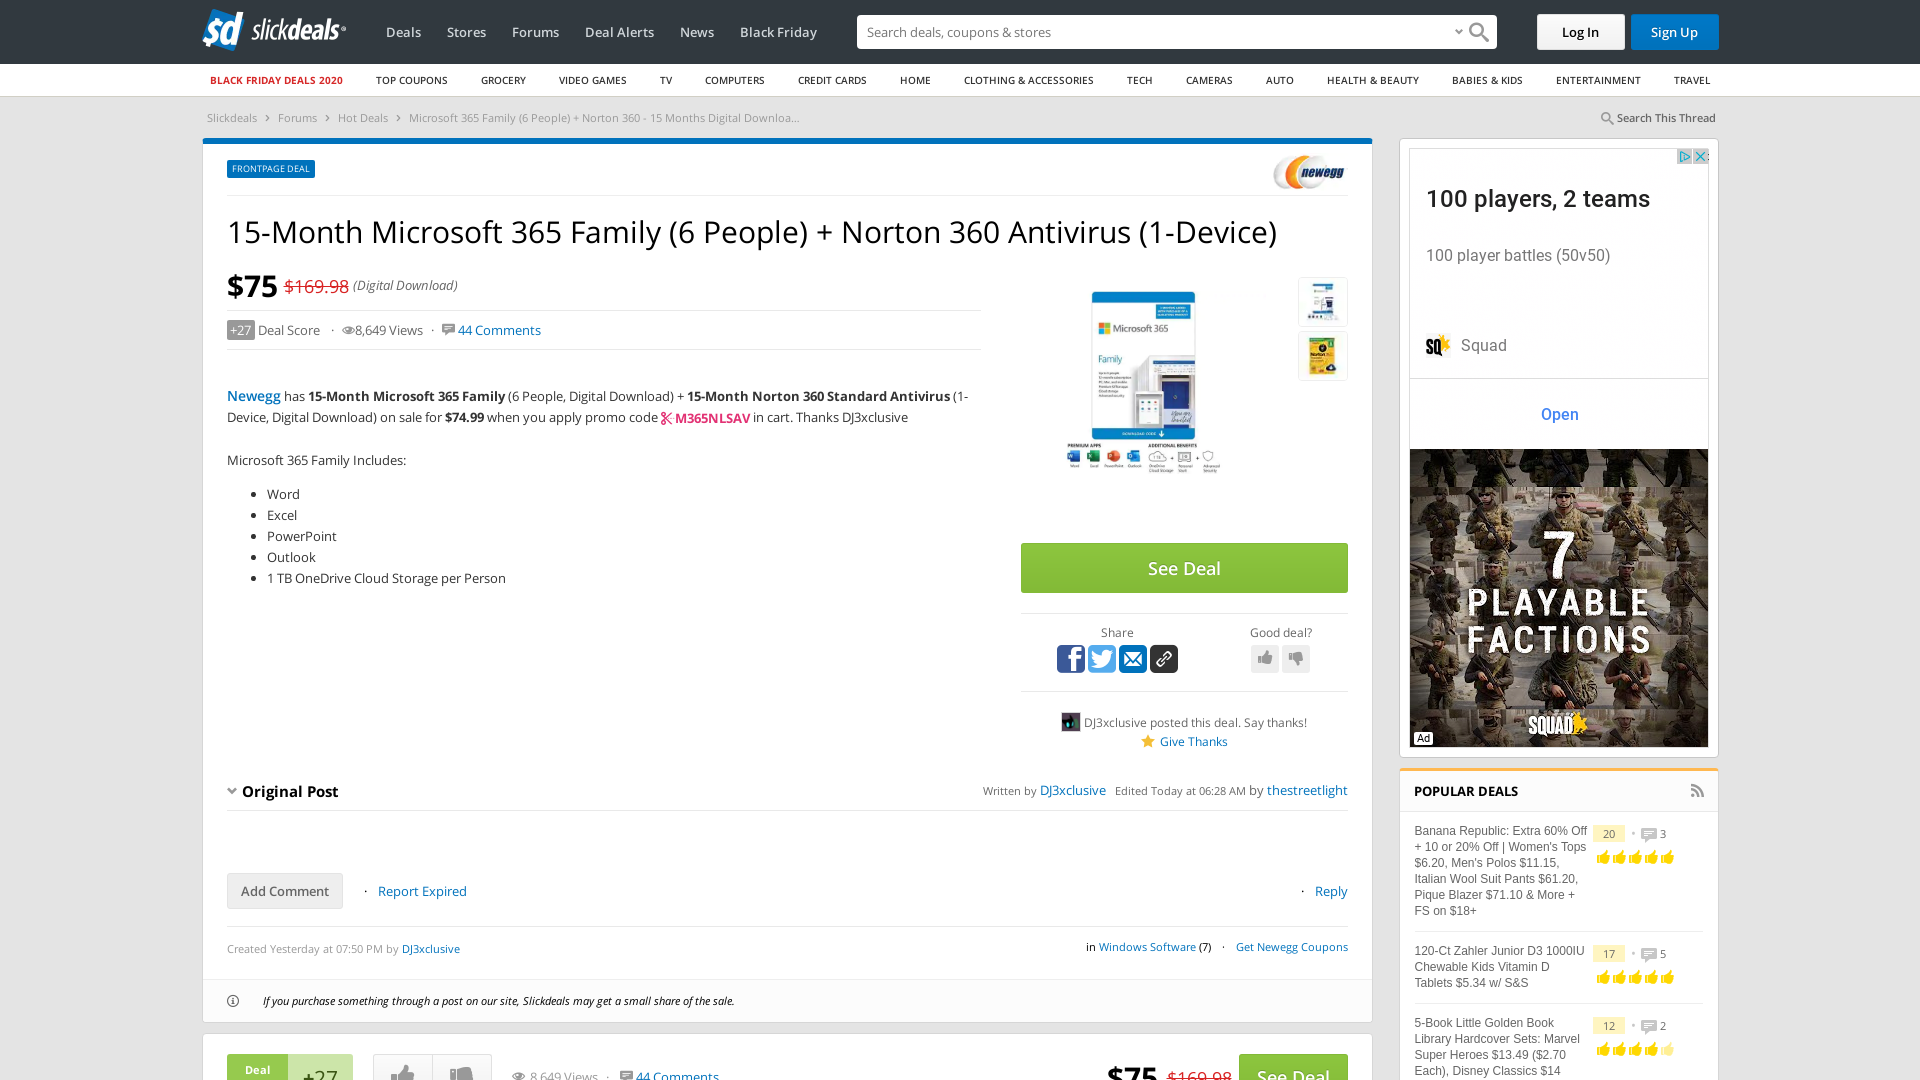 slickdeals
Deals
Stores
Forums
Deal Alerts
News
Black Friday
Search deals, coupons & stores
Log In
Sign Up
BLACK FRIDAY DEALS 2020
TOP COUPONS
GROCERY
VIDEO GAMES
TV
COMPUTERS
CREDIT CARDS
HOME
CLOTHING & ACCESSORIES
TECH
CAMERAS
AUTO
HEALTH & BEAUTY
BABIES & KIDS
ENTERTAINMENT
TRAVEL
Slickdeals > Forums > Hot Deals > Microsoft 365 Family (6 People) + Norton 360 - 15 Months Digital Downloa...
Search This Thread
FRONTPAGE DEAL
newegg
15-Month Microsoft 365 Family (6 People) + Norton 360 Antivirus (1-Device)
$75 $169.98 (Digital Download)
+27 Deal Score · 8,649 Views · 44 Comments
Newegg has 15-Month Microsoft 365 Family (6 People, Digital Download) + 15-Month Norton 360 Standard Antivirus (1-
Device, Digital Download) on sale for $74.99 when you apply promo code M365NLSAV in cart. Thanks DJ3xclusive
Microsoft 365 Family Includes:
Word
Excel
PowerPoint
Outlook
1 TB OneDrive Cloud Storage per Person
Microsoft 365
Family
See Deal
Share
Good deal?
DJ3xclusive posted this deal. Say thanks!
Give Thanks
Original Post
Written by DJ3xclusive Edited Today at 06:28 AM by thestreetlight
Add Comment · Report Expired
· Reply
Created Yesterday at 07:50 PM by DJ3xclusive
in Windows Software (7) · Get Newegg Coupons
If you purchase something through a post on our site, Slickdeals may get a small share of the sale.
Deal
+27
8,649 Views · 44 Comments
$75 $169.98
See Deal
100 players, 2 teams
100 player battles (50v50)
SQ
Squad
Open
7
PLAYABLE
FACTIONS
SQUAD
Ad
POPULAR DEALS
Banana Republic: Extra 60% Off
+ 10 or 20% Off | Women's Tops
$6.20, Men's Polos $11.15,
Italian Wool Suit Pants $61.20,
Pique Blazer $71.10 & More +
FS on $18+
20 • 3
120-Ct Zahler Junior D3 1000IU
Chewable Kids Vitamin D
Tablets $5.34 w/ S&S
17 • 5
5-Book Little Golden Book
Library Hardcover Sets: Marvel
Super Heroes $13.49 ($2.70
Each), Disney Classics $14
12 • 2